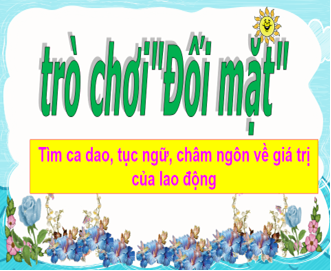 trò chơi"Đối mặt"
Tìm ca dao, tục ngữ, châm ngôn về giá trị
của lao động